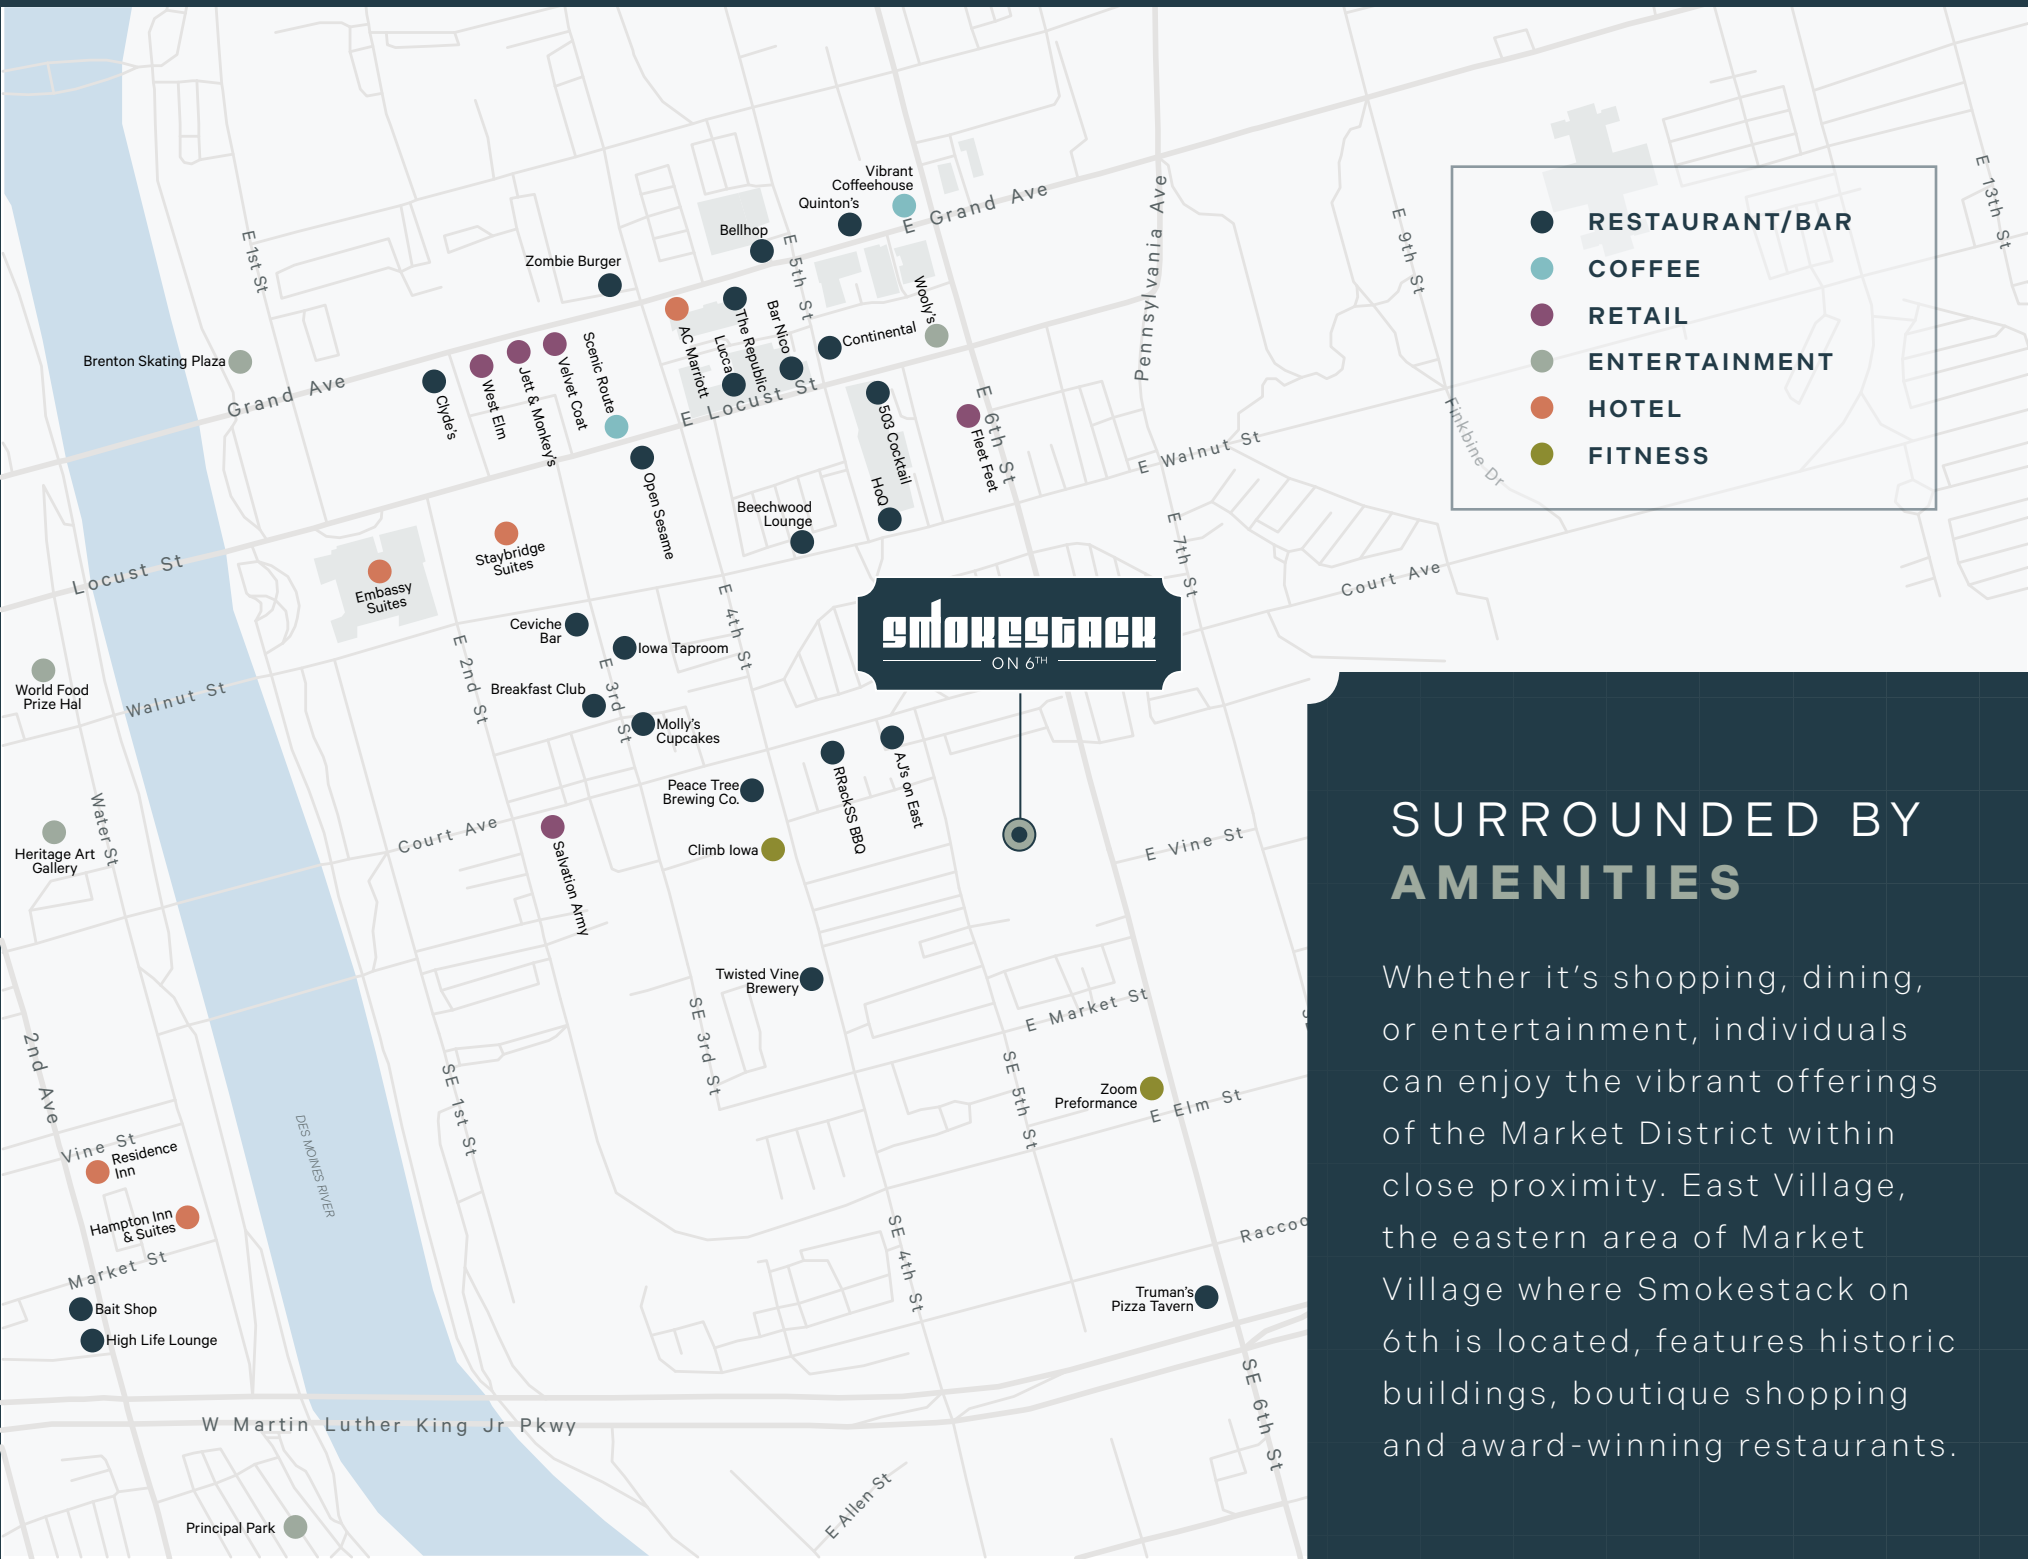 Vibrant
Coffeehouse
Quinton's
E Grand Ave
Bellhop
E 5th St
Zombie Burger
E 1st St
Pennsylvania Ave
E 9th St
E 13th St
RESTAURANT/BAR
COFFEE
RETAIL
ENTERTAINMENT
HOTEL
FITNESS
Finkbine Dr
Brenton Skating Plaza
Grand Ave
Clyde's
West Elm
Jett & Monkey's
Velvet Coat
Scenic Route
AC Marriott
Lucca
The Republic
Bar Nico
Continental
Wooly's
E Locust St
503 Cocktail
HoQ
Fleet Feet
E 6th St
E Walnut St
Open Sesame
Beechwood
Lounge
Staybridge
Suites
Embassy
Suites
Locust St
E 7th St
Court Ave
SMOKESTACK
ON 6TH
Ceviche
Bar
Iowa Taproom
E 4th St
E 2nd St
E 3rd St
Breakfast Club
Molly's
Cupcakes
World Food
Prize Hal
Walnut St
Peace Tree
Brewing Co.
RRackSS BBQ
AJ's on East
Water St
Heritage Art
Gallery
Court Ave
Salvation Army
Climb Iowa
E Vine St
Twisted Vine
Brewery
SE 3rd St
E Market St
2nd Ave
SE 1st St
SE 5th St
Zoom
Preformance
E Elm St
DES MOINES RIVER
Vine St
Residence
Inn
Hampton Inn
& Suites
Market St
SE 4th St
Raccoo
Bait Shop
High Life Lounge
Truman's
Pizza Tavern
SE 6th St
W Martin Luther King Jr Pkwy
E Allen St
Principal Park
SURROUNDED BY
AMENITIES
Whether it's shopping, dining,
or entertainment, individuals
can enjoy the vibrant offerings
of the Market District within
close proximity. East Village,
the eastern area of Market
Village where Smokestack on
6th is located, features historic
buildings, boutique shopping
and award-winning restaurants.